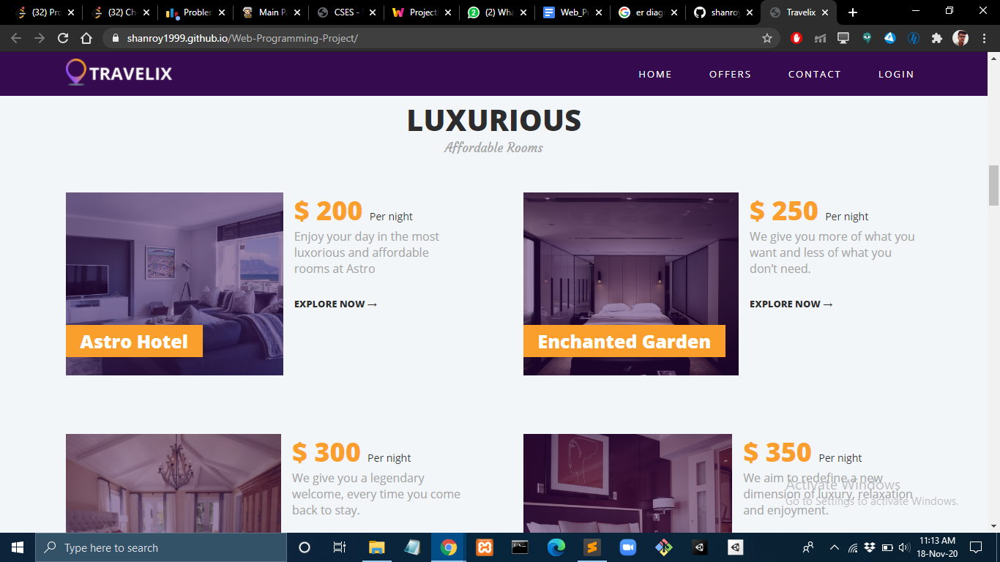 (32) Pro
(32) Ch
Problem
Main P
CSES -
Project
(2) Wha
Web_P
er diag
shanroy
Travelix
shanroy1999.github.io/Web-Programming-Project/
TRAVELIX
HOME
OFFERS
CONTACT
LOGIN
LUXURIOUS
Affordable Rooms
$ 200 Per night
Enjoy your day in the most
luxorious and affordable
rooms at Astro
EXPLORE NOW →
Astro Hotel
$ 250 Per night
We give you more of what you
want and less of what you
don’t need.
EXPLORE NOW →
Enchanted Garden
$ 300 Per night
We give you a legendary
welcome, every time you come
back to stay.
$ 350 Per night
We aim to redefine a new
dimension of luxury, relaxation
and enjoyment.
Activate Windows
Go to Settings to activate Windows.
Type here to search
11:13 AM
18-Nov-20